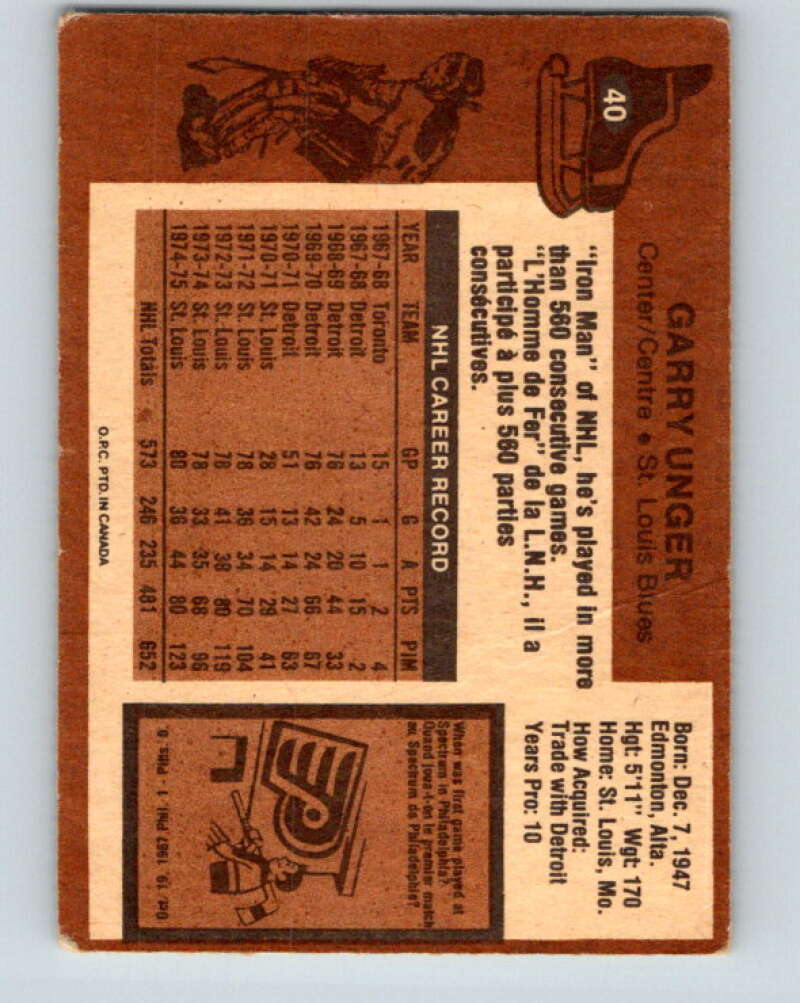 40
GARRY UNGER
Center/Centre • St. Louis Blues
"Iron Man" of NHL, he's played in more
than 560 consecutive games.
"L'Homme de Fer" de la L.N.H., il a
participé à plus 560 parties
consécutives.
Born: Dec. 7, 1947
Edmonton, Alta.
Hgt: 5'11" Wgt: 170
Home: St. Louis, Mo.
How Acquired:
Trade with Detroit
Years Pro: 10
NHL CAREER RECORD
YEAR TEAM GP G A PTS PIM
1967-68 Toronto 15 1 1 2 4
1967-68 Detroit 13 5 10 15 2
1968-69 Detroit 76 24 20 44 33
1969-70 Detroit 76 42 24 66 67
1970-71 Detroit 51 13 14 27 63
1970-71 St. Louis 28 15 14 29 41
1971-72 St. Louis 78 36 34 70 104
1972-73 St. Louis 78 41 38 80 119
1973-74 St. Louis 78 33 35 68 96
1974-75 St. Louis 80 36 44 80 123
NHL Totals 573 246 235 481 652
When was first game played at
Spectrum in Philadelphia?
Quand joua-t-on le premier match
au Spectrum de Philadelphie?
Oct. 19, 1967 Phil. 1 - Pitts. 0.
O.P.C. PTD. IN CANADA